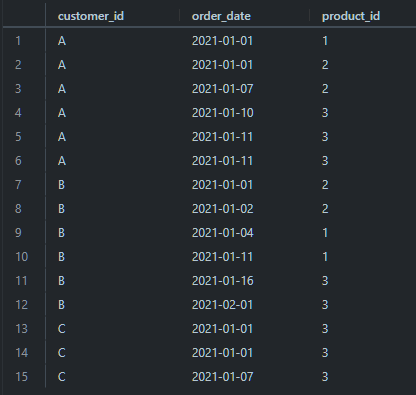 customer_id order_date product_id
1 A 2021-01-01 1
2 A 2021-01-01 2
3 A 2021-01-07 2
4 A 2021-01-10 3
5 A 2021-01-11 3
6 A 2021-01-11 3
7 B 2021-01-01 2
8 B 2021-01-02 2
9 B 2021-01-04 1
10 B 2021-01-11 1
11 B 2021-01-16 3
12 B 2021-02-01 3
13 C 2021-01-01 3
14 C 2021-01-01 3
15 C 2021-01-07 3